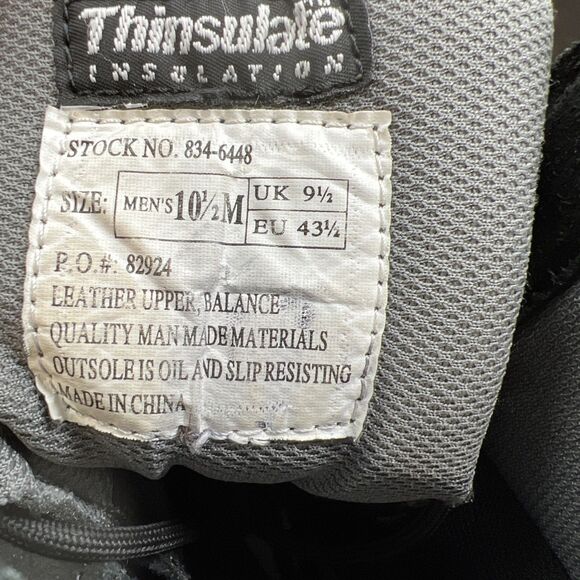 Thinsulate
INSULATION
STOCK NO. 834-6448
SIZE: MEN'S 10½M UK 9½
EU 43½
P.O.#: 82924
LEATHER UPPER, BALANCE
QUALITY MAN MADE MATERIALS
OUTSOLE IS OIL AND SLIP RESISTING
MADE IN CHINA